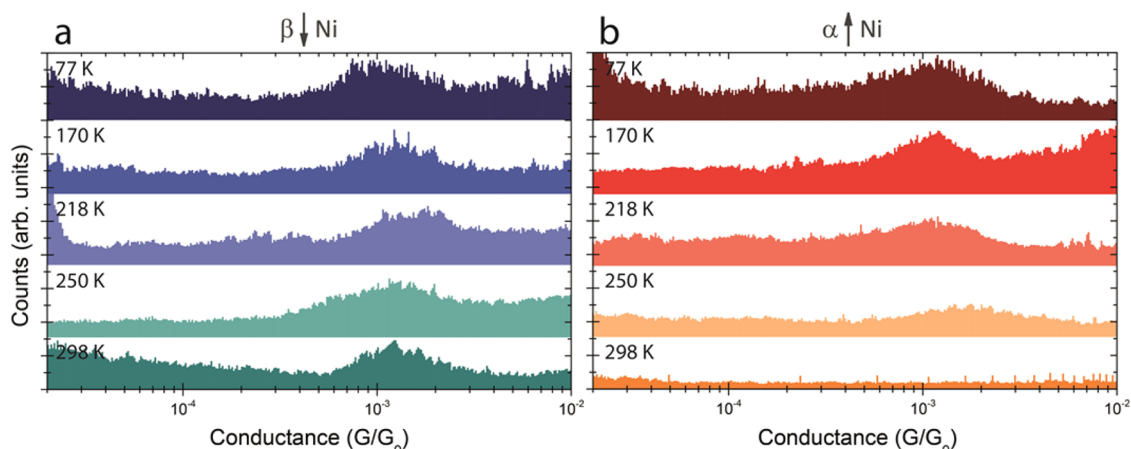 a
β ↓ Ni
77 K
170 K
218 K
250 K
298 K
Counts (arb. units)
10⁻⁴
10⁻³
10⁻²
Conductance (G/G₀)
b
α ↑ Ni
77 K
170 K
218 K
250 K
298 K
10⁻⁴
10⁻³
10⁻²
Conductance (G/G₀)